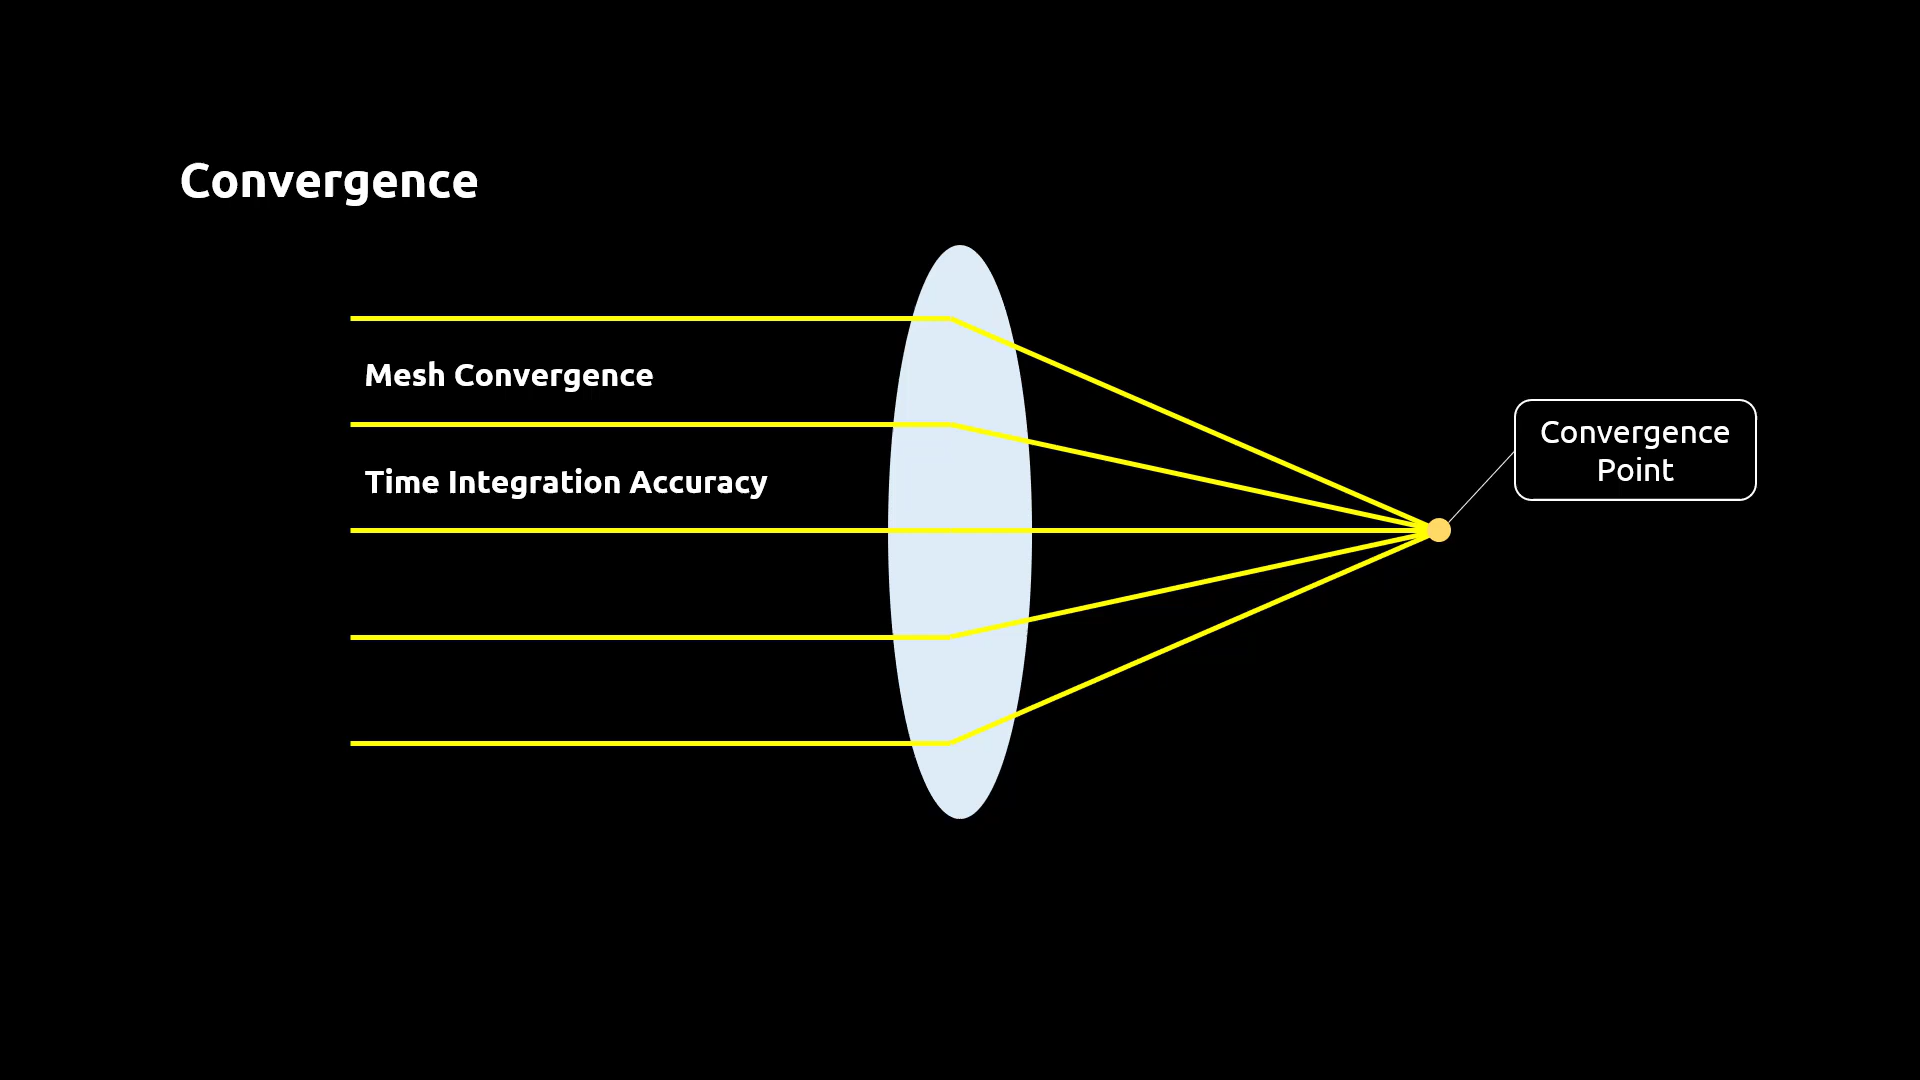 Convergence
Mesh Convergence
Time Integration Accuracy
Convergence
Point